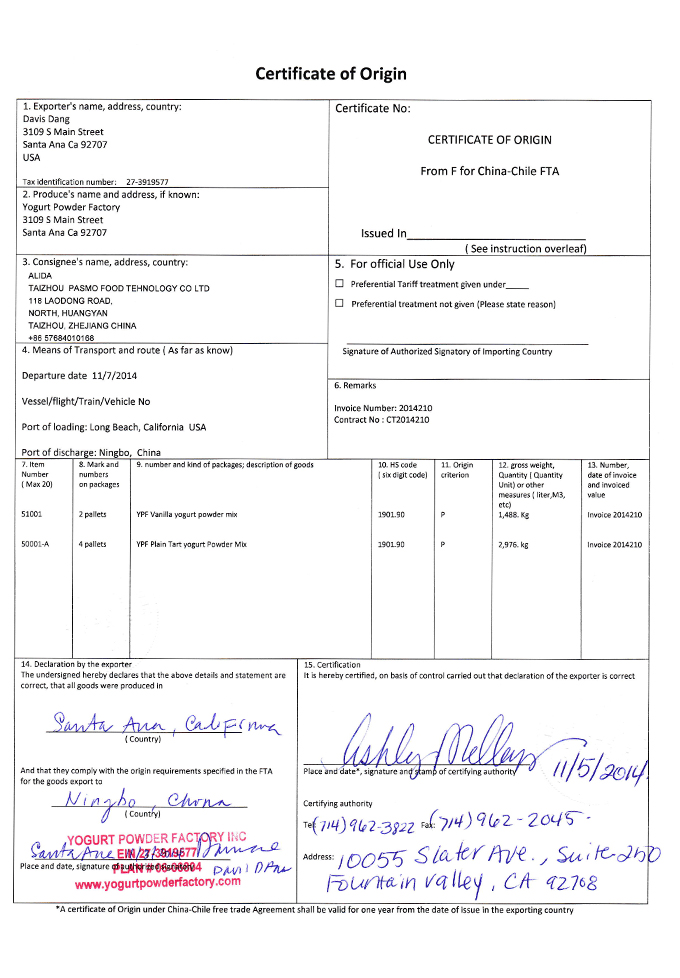 Certificate of Origin
1. Exporter's name, address, country:
Davis Dang
3109 S Main Street
Santa Ana Ca 92707
USA
Tax identification number: 27-3919577
Certificate No:
CERTIFICATE OF ORIGIN
From F for China-Chile FTA
Issued In
( See instruction overleaf)
2. Produce's name and address, if known:
Yogurt Powder Factory
3109 S Main Street
Santa Ana Ca 92707
3. Consignee's name, address, country:
ALIDA
TAIZHOU PASMO FOOD TEHNOLOGY CO LTD
118 LAODONG ROAD,
NORTH, HUANGYAN
TAIZHOU, ZHEJIANG CHINA
+86 57684010168
5. For official Use Only
Preferential Tariff treatment given under
Preferential treatment not given (Please state reason)
Signature of Authorized Signatory of Importing Country
4. Means of Transport and route ( As far as know)
Departure date 11/7/2014
Vessel/flight/Train/Vehicle No
Port of loading: Long Beach, California USA
Port of discharge: Ningbo, China
6. Remarks
Invoice Number: 2014210
Contract No : CT2014210
7. Item
Number
( Max 20)
8. Mark and
numbers
on packages
9. number and kind of packages; description of goods
10. HS code
( six digit code)
11. Origin
criterion
12. gross weight,
Quantity ( Quantity
Unit) or other
measures ( liter,M3,
etc)
13. Number,
date of invoice
and invoiced
value
51001 2 pallets YPF Vanilla yogurt powder mix 1901.90 P 1,488. Kg Invoice 2014210
50001-A 4 pallets YPF Plain Tart yogurt Powder Mix 1901.90 P 2,976. kg Invoice 2014210
14. Declaration by the exporter
The undersigned hereby declares that the above details and statement are
correct, that all goods were produced in
Santa Ana, California
( Country)
And that they comply with the origin requirements specified in the FTA
for the goods export to
Ningbo, China
( Country)
YOGURT POWDER FACTORY INC
Santa Ana EIN/27/3919577
Place and date, signature
www.yogurtpowderfactory.com
15. Certification
It is hereby certified, on basis of control carried out that declaration of the exporter is correct
11/5/2014
Place and date*, signature and stamp of certifying authority
Certifying authority
Tel (714) 962-3822 Fax: (714) 962-2045
Address: 10055 Slater Ave., Suite 250
Fountain Valley, CA 92708
*A certificate of Origin under China-Chile free trade Agreement shall be valid for one year from the date of issue in the exporting country